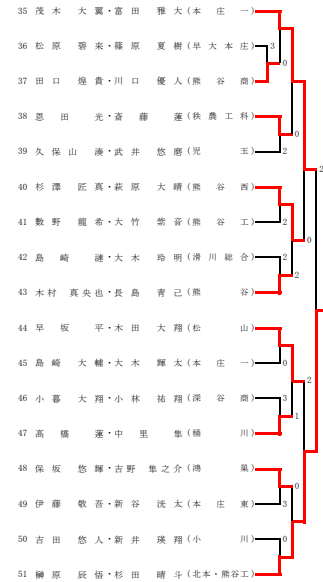 35 茂木 大翼・富田 雅大 (本庄一)
36 松原 碧来・篠原 夏樹 (早大本庄) 3
0
37 田口 煌貴・川口 優人 (熊谷商)
38 恩田 光・斎藤 蓮 (秩農工科)
0
39 久保山 湊・武井 悠磨 (児玉) 2
2
40 杉澤 匠真・萩原 大晴 (熊谷西)
41 數野 龍希・大竹 紫音 (熊谷工) 2
0
42 島崎 漣・大木 玲明 (滑川総合) 2
2
43 木村 真央也・長島 青己 (熊谷)
44 早坂 平・木田 大翔 (松山)
45 島崎 大輔・大木 輝太 (本庄一) 0
2
46 小暮 大翔・小林 祐翔 (深谷商) 3
1
47 髙橋 蓮・中里 隼 (桶川)
48 保坂 悠輝・吉野 隼之介 (鴻巣)
0
49 伊藤 敬吾・新谷 洸太 (本庄東) 3
3
50 吉田 悠人・新井 瑛翔 (小川) 0
51 榊原 辰悟・杉田 晴斗 (北本・熊谷工)